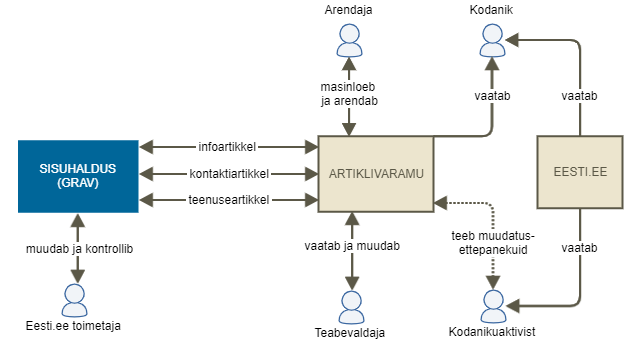 Arendaja
Kodanik
masinloeb
ja arendab
vaatab
vaatab
infoartikkel
SISUHALDUS
(GRAV)
kontaktiartikkel
ARTIKLIVARAMU
EESTI.EE
teenuseartikkel
muudab ja kontrollib
vaatab ja muudab
teeb muudatus-
ettepanekuid
vaatab
Eesti.ee toimetaja
Teabevaldaja
Kodanikuaktivist